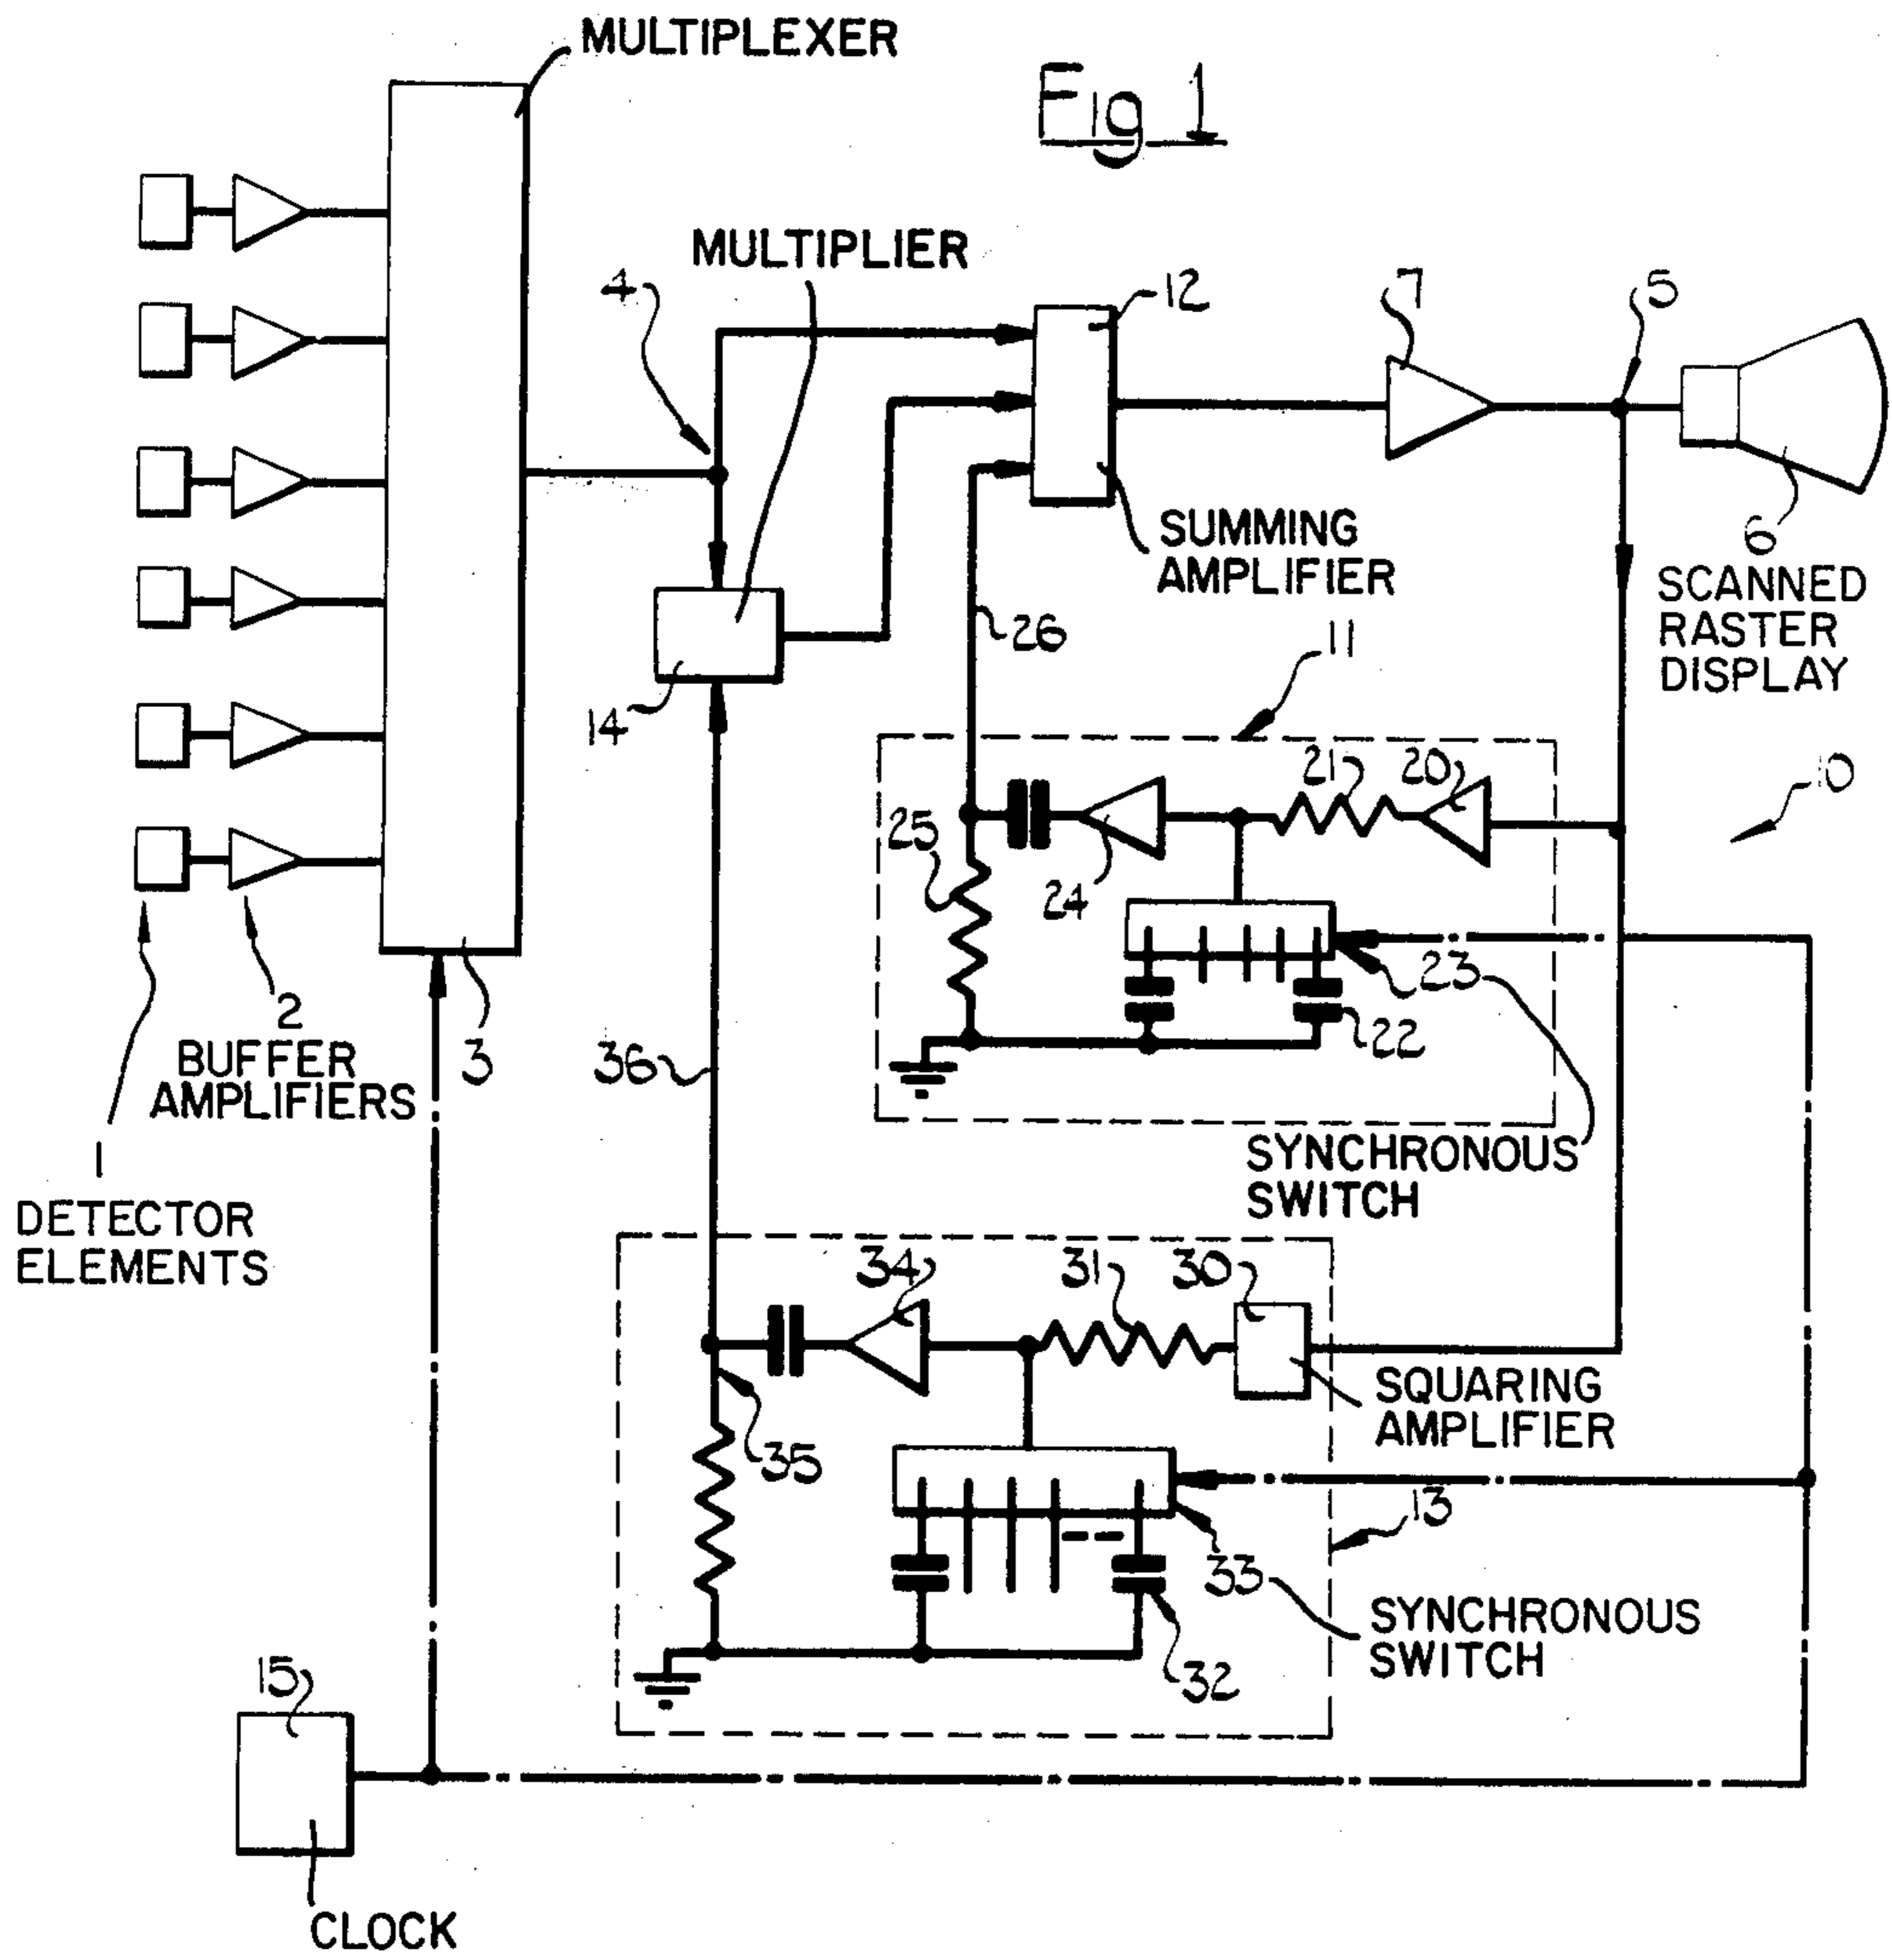 MULTIPLEXER
Fig 1
MULTIPLIER
4
12
7
5
SUMMING
AMPLIFIER
6
SCANNED
RASTER
DISPLAY
26
11
14
10
21
20
25
24
23
22
2
BUFFER
AMPLIFIERS
3
36
1
DETECTOR
ELEMENTS
SYNCHRONOUS
SWITCH
34
31
30
SQUARING
AMPLIFIER
35
13
33
SYNCHRONOUS
SWITCH
32
15
CLOCK